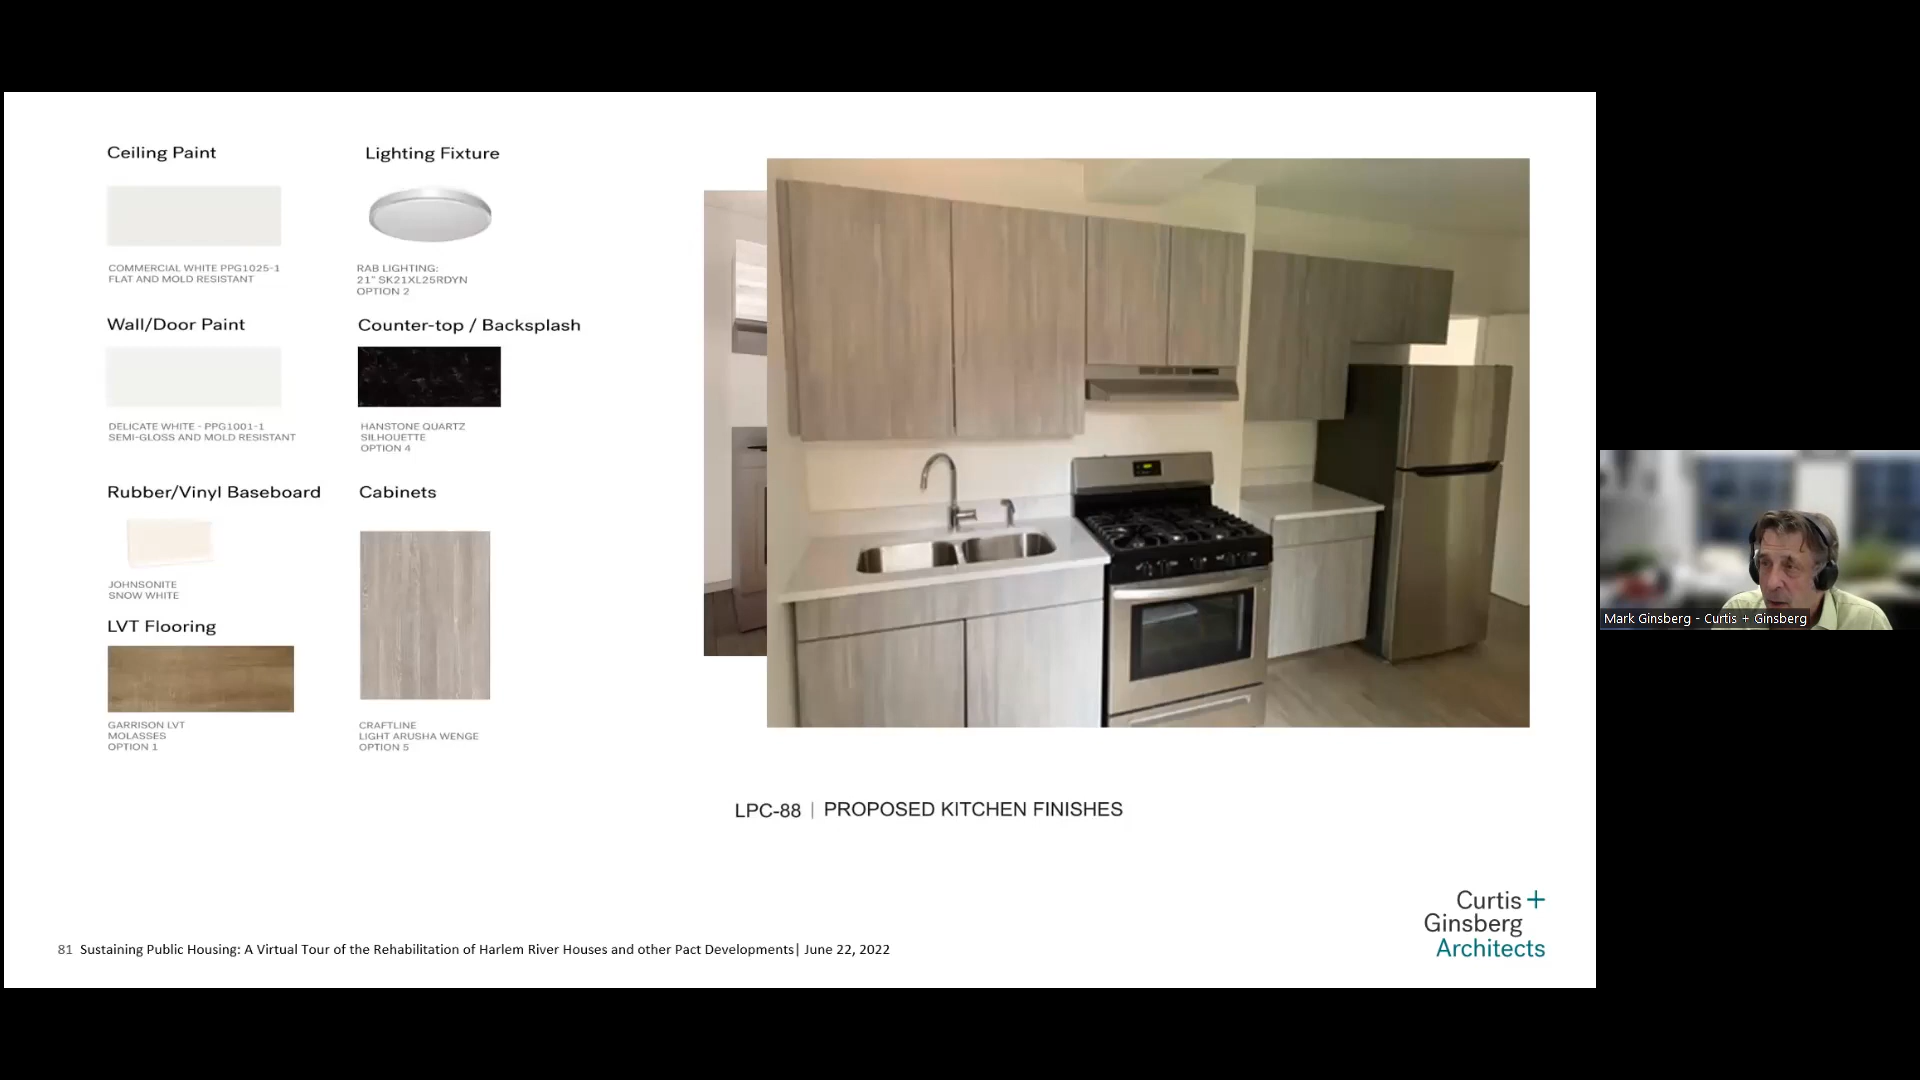 Ceiling Paint
COMMERCIAL WHITE PPG1025-1
FLAT AND MOLD RESISTANT
Lighting Fixture
RAB LIGHTING:
21" SK21XL25RDYN
OPTION 2
Wall/Door Paint
DELICATE WHITE - PPG1001-1
SEMI-GLOSS AND MOLD RESISTANT
Counter-top / Backsplash
HANSTONE QUARTZ
SILHOUETTE
OPTION 4
Rubber/Vinyl Baseboard
JOHNSONITE
SNOW WHITE
Cabinets
CRAFTLINE
LIGHT ARUSHA WENGE
OPTION 5
LVT Flooring
GARRISON LVT
MOLASSES
OPTION 1
LPC-88 | PROPOSED KITCHEN FINISHES
Curtis +
Ginsberg
Architects
81 Sustaining Public Housing: A Virtual Tour of the Rehabilitation of Harlem River Houses and other Pact Developments| June 22, 2022
Mark Ginsberg - Curtis + Ginsberg